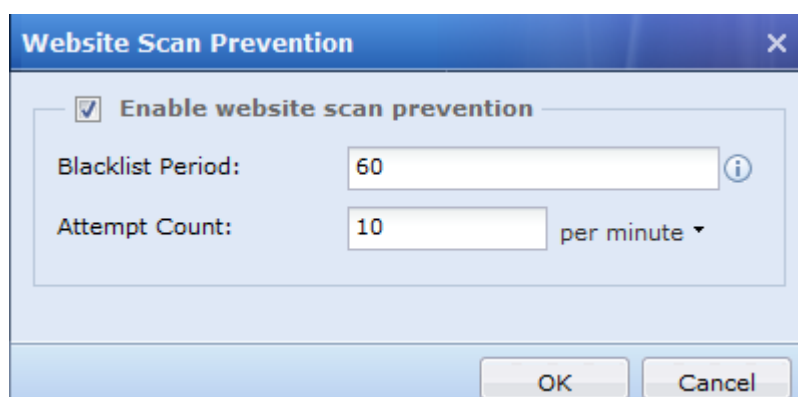 Website Scan Prevention
Enable website scan prevention
Blacklist Period: 60
Attempt Count: 10 per minute
OK Cancel